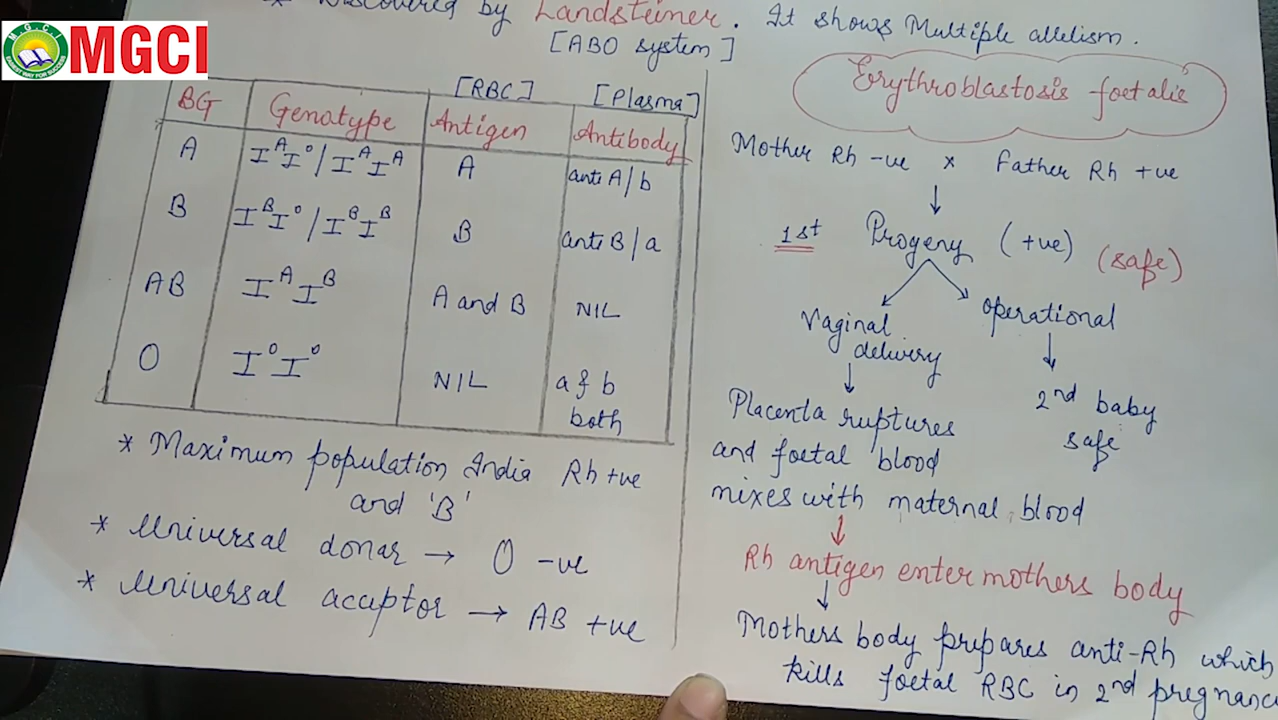 * Discovered by Landsteiner. It shows Multiple allelism.
[ABO system]
M.G.C.I
MGCI
[RBC] [Plasma]
BG Genotype Antigen Antibody
A I^A I^o / I^A I^A A anti A/b
B I^B I^o / I^B I^B B anti B/a
AB I^A I^B A and B NIL
O I^o I^o NIL a & b
both
* Maximum population India Rh +ve
and 'B'
* Universal donar → O -ve
* Universal acaptor → AB +ve
Erythroblastosis foetalis
Mother Rh -ve x Father Rh +ve
↓
1st Progeny (+ve) (safe)
Vaginal
delivery
↓
Placenta ruptures
and foetal blood
mixes with maternal blood
operational
↓
2nd baby
safe
↓
Rh antigen enter mothers body
↓
Mothers body prepares anti-Rh which
kills foetal RBC in 2nd pregnanc